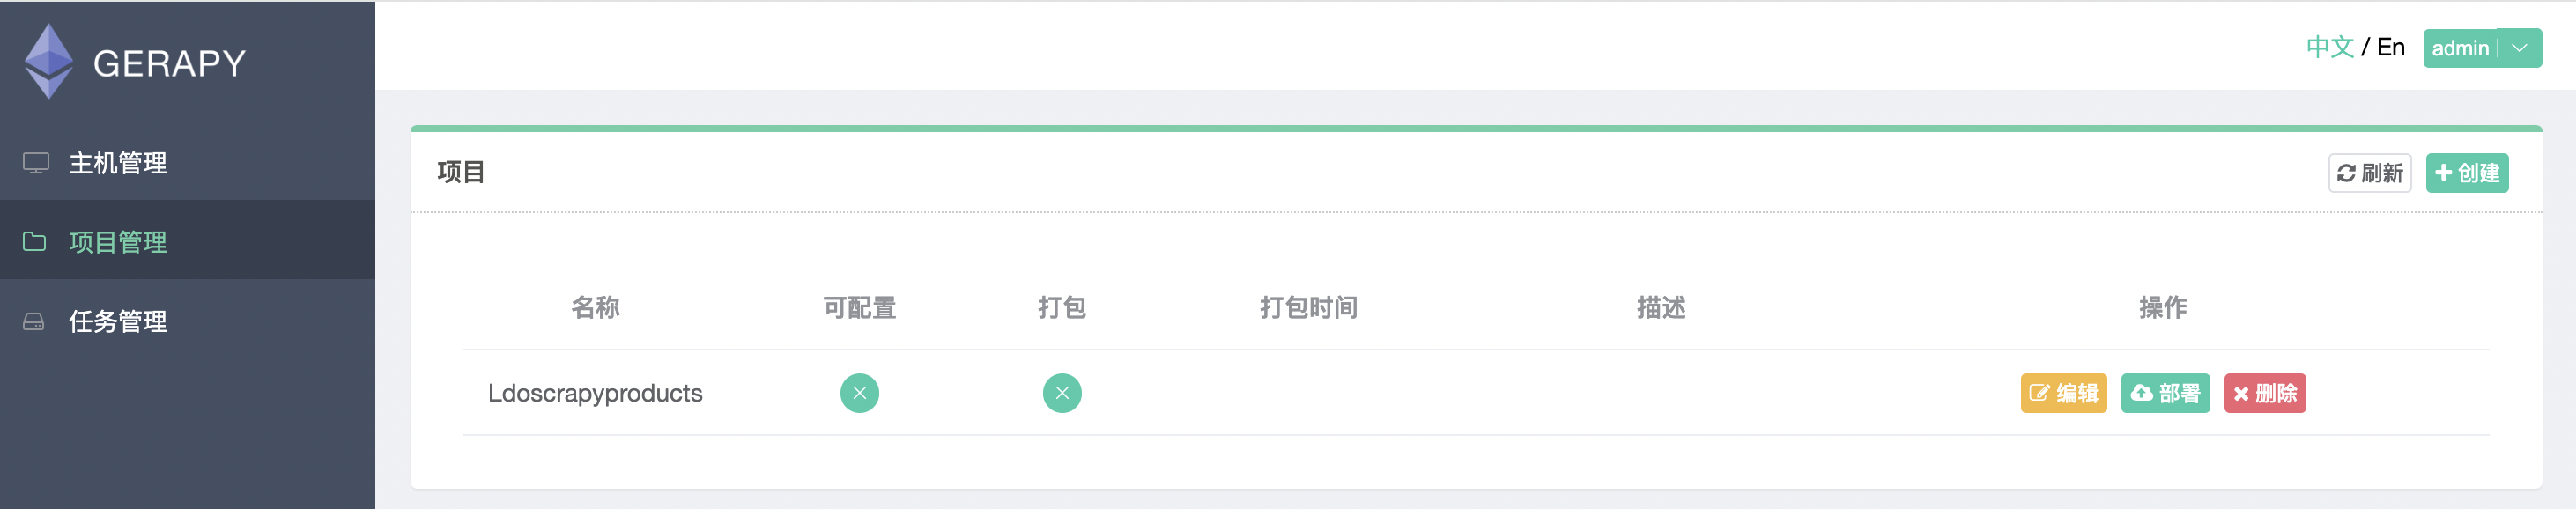 GERAPY
中文 / En admin
主机管理
项目管理
任务管理
项目 刷新 创建
名称 可配置 打包 打包时间 描述 操作
Ldoscrapyproducts 编辑 部署 删除